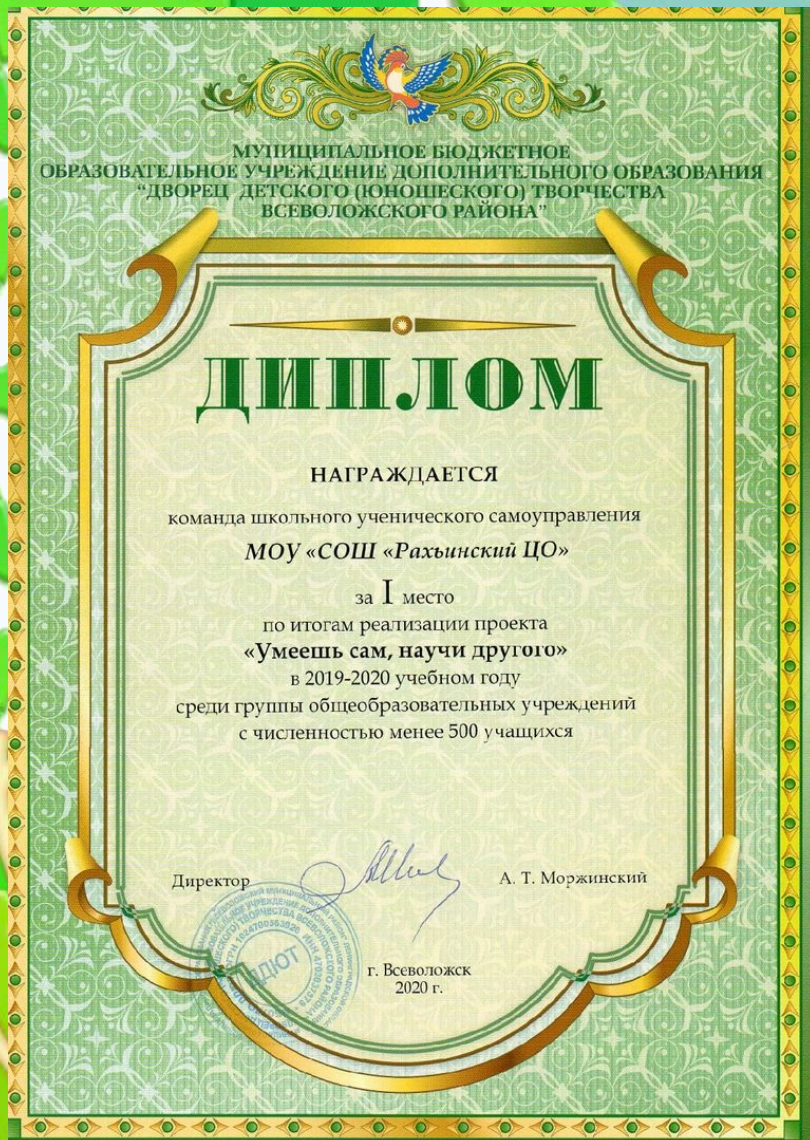 МУНИЦИПАЛЬНОЕ БЮДЖЕТНОЕ
ОБРАЗОВАТЕЛЬНОЕ УЧРЕЖДЕНИЕ ДОПОЛНИТЕЛЬНОГО ОБРАЗОВАНИЯ
"ДВОРЕЦ ДЕТСКОГО (ЮНОШЕСКОГО) ТВОРЧЕСТВА
ВСЕВОЛОЖСКОГО РАЙОНА"
ДИПЛОМ
НАГРАЖДАЕТСЯ
команда школьного ученического самоуправления
МОУ «СОШ «Рахьинский ЦО»
за I место
по итогам реализации проекта
«Умеешь сам, научи другого»
в 2019-2020 учебном году
среди группы общеобразовательных учреждений
с численностью менее 500 учащихся
Директор А. Т. Моржинский
г. Всеволожск
2020 г.